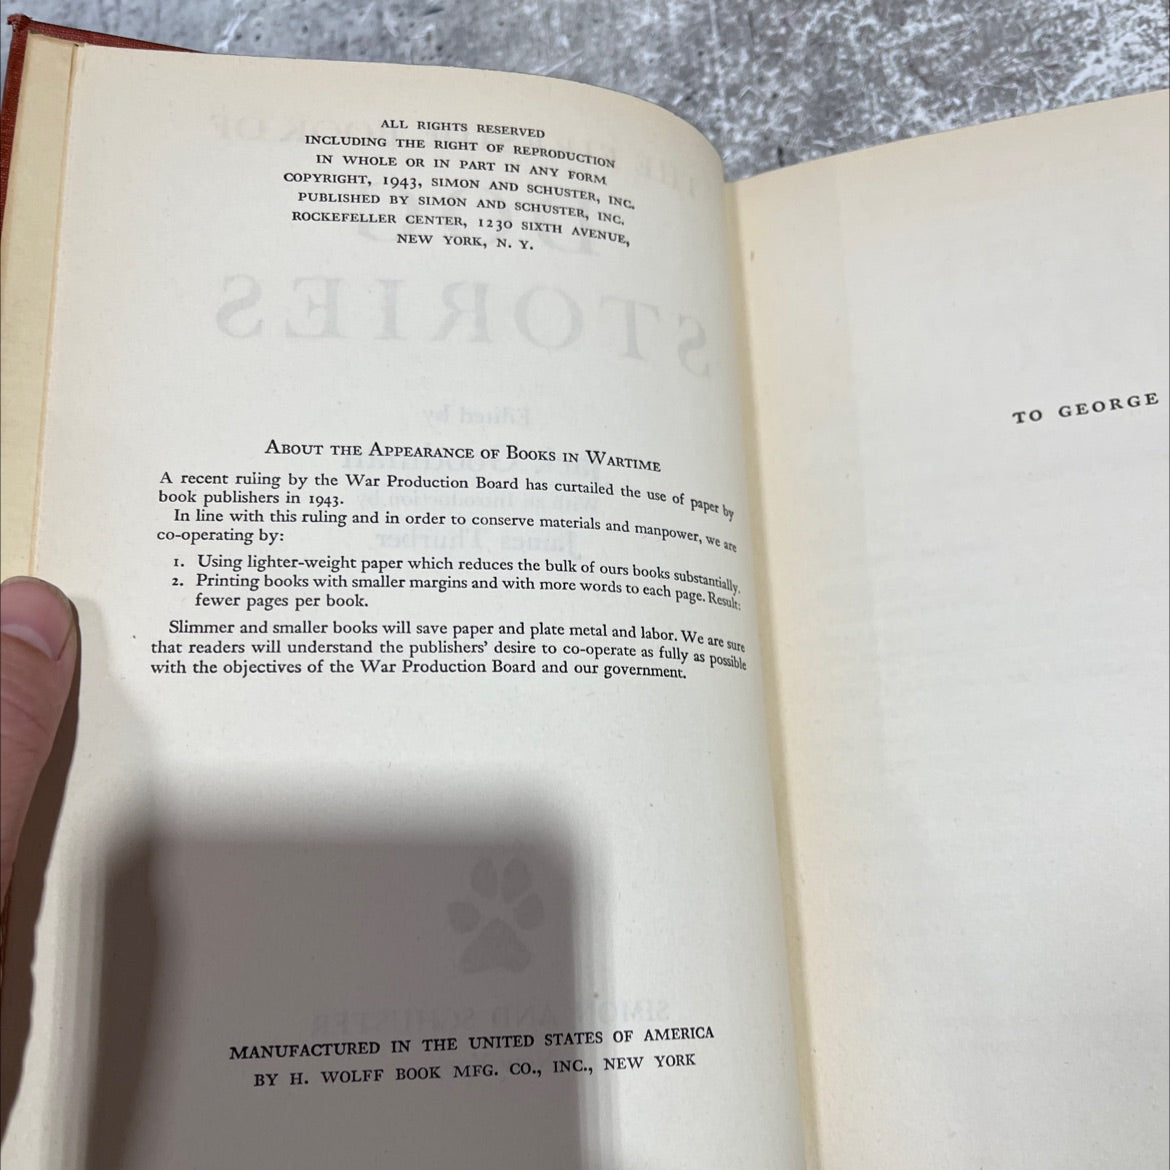 ALL RIGHTS RESERVED
INCLUDING THE RIGHT OF REPRODUCTION
IN WHOLE OR IN PART IN ANY FORM
COPYRIGHT, 1943, SIMON AND SCHUSTER, INC.
PUBLISHED BY SIMON AND SCHUSTER, INC.
ROCKEFELLER CENTER, 1230 SIXTH AVENUE,
NEW YORK, N. Y.
STORIES
Edited by
James Thurber
ABOUT THE APPEARANCE OF BOOKS IN WARTIME
A recent ruling by the War Production Board has curtailed the use of paper by
book publishers in 1943.
In line with this ruling and in order to conserve materials and manpower, we are
co-operating by:
1. Using lighter-weight paper which reduces the bulk of ours books substantially.
2. Printing books with smaller margins and with more words to each page. Result:
fewer pages per book.
Slimmer and smaller books will save paper and plate metal and labor. We are sure
that readers will understand the publishers' desire to co-operate as fully as possible
with the objectives of the War Production Board and our government.
SIMON AND SCHUSTER
MANUFACTURED IN THE UNITED STATES OF AMERICA
BY H. WOLFF BOOK MFG. CO., INC., NEW YORK
TO GEORGE